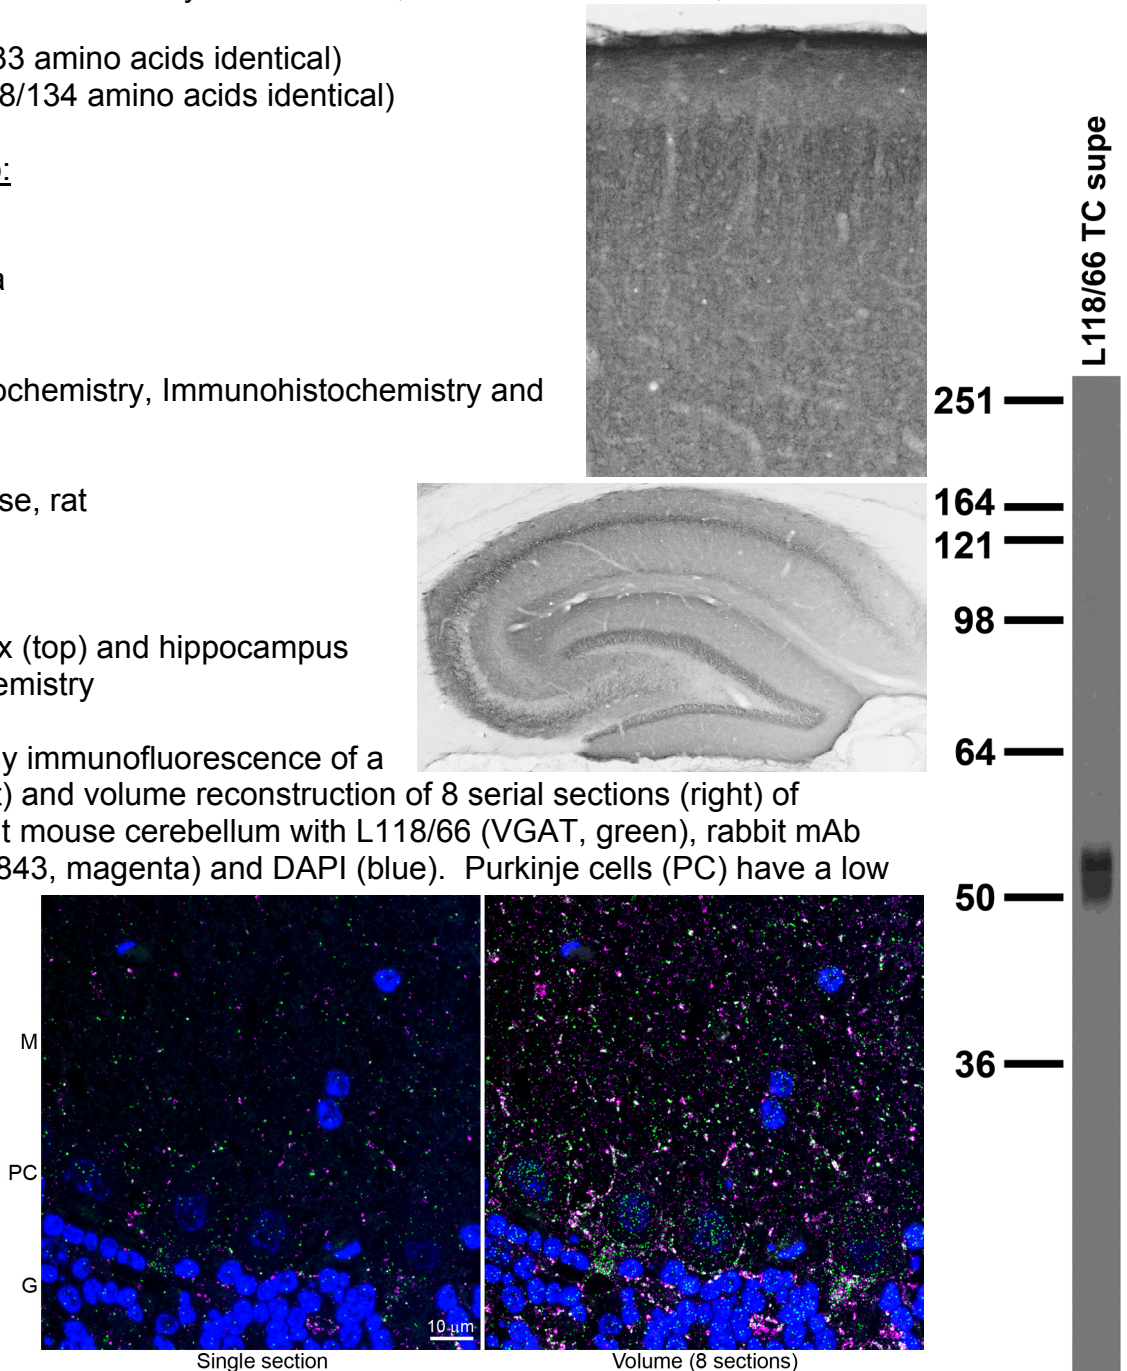 33 amino acids identical)
8/134 amino acids identical)
:
a
ochemistry, Immunohistochemistry and
se, rat
x (top) and hippocampus
emistry
y immunofluorescence of a
t) and volume reconstruction of 8 serial sections (right) of
t mouse cerebellum with L118/66 (VGAT, green), rabbit mAb
843, magenta) and DAPI (blue).  Purkinje cells (PC) have a low
L118/66 TC supe
251
164
121
98
64
50
36
M
PC
G
10 µm
Single section
Volume (8 sections)